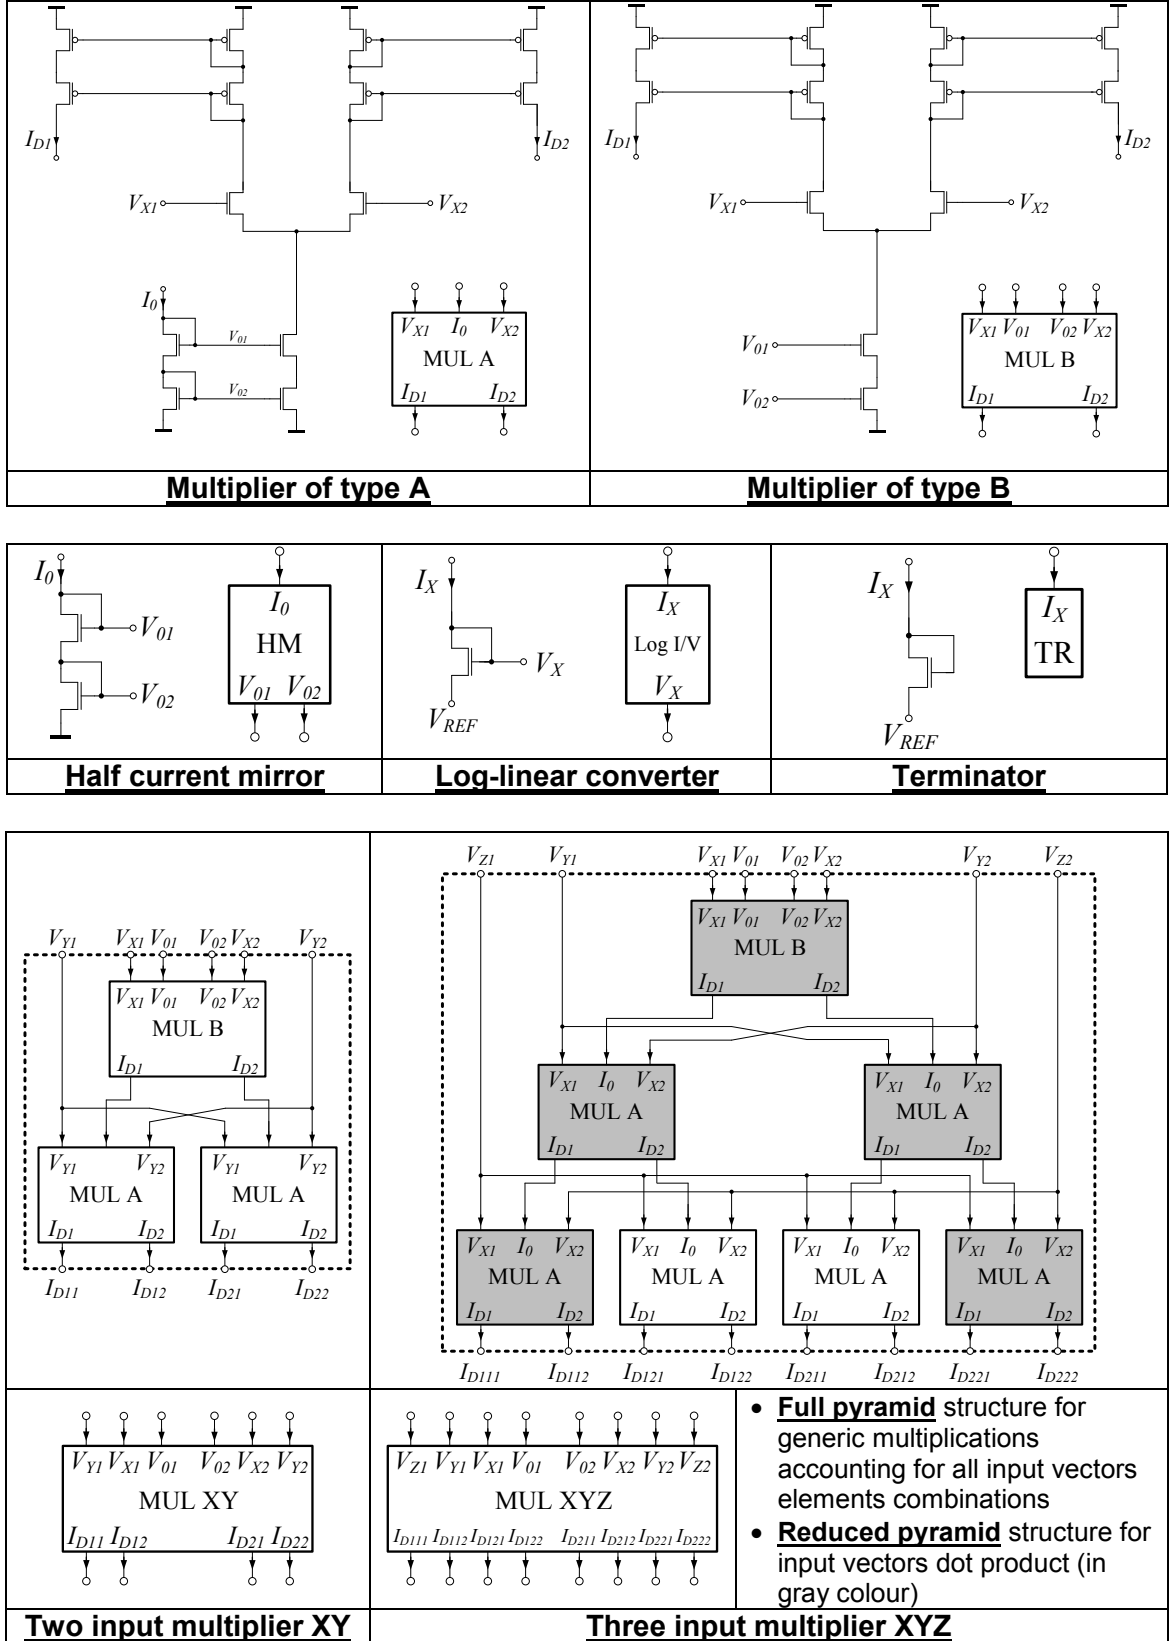 I_D1
I_D2
V_X1
V_X2
I_0
V_01
V_02
V_X1 I_0 V_X2
MUL A
I_D1 I_D2
Multiplier of type A
I_D1
I_D2
V_X1
V_X2
V_01
V_02
V_X1 V_01 V_02 V_X2
MUL B
I_D1 I_D2
Multiplier of type B
I_0
V_01
V_02
I_0
HM
V_01 V_02
Half current mirror
I_X
V_X
V_REF
I_X
Log I/V
V_X
Log-linear converter
I_X
V_REF
I_X
TR
Terminator
V_Y1 V_X1 V_01 V_02 V_X2 V_Y2
V_X1 V_01 V_02 V_X2
MUL B
I_D1 I_D2
V_Y1 V_Y2 V_Y1 V_Y2
MUL A MUL A
I_D1 I_D2 I_D1 I_D2
I_D11 I_D12 I_D21 I_D22
V_Z1 V_Y1 V_X1 V_01 V_02 V_X2 V_Y2 V_Z2
V_X1 V_01 V_02 V_X2
MUL B
I_D1 I_D2
V_X1 I_0 V_X2 V_X1 I_0 V_X2
MUL A MUL A
I_D1 I_D2 I_D1 I_D2
V_X1 I_0 V_X2 V_X1 I_0 V_X2 V_X1 I_0 V_X2 V_X1 I_0 V_X2
MUL A MUL A MUL A MUL A
I_D1 I_D2 I_D1 I_D2 I_D1 I_D2 I_D1 I_D2
I_D111 I_D112 I_D121 I_D122 I_D211 I_D212 I_D221 I_D222
V_Y1 V_X1 V_01 V_02 V_X2 V_Y2
MUL XY
I_D11 I_D12 I_D21 I_D22
Two input multiplier XY
V_Z1 V_Y1 V_X1 V_01 V_02 V_X2 V_Y2 V_Z2
MUL XYZ
I_D111 I_D112 I_D121 I_D122 I_D211 I_D212 I_D221 I_D222
• Full pyramid structure for
generic multiplications
accounting for all input vectors
elements combinations
• Reduced pyramid structure for
input vectors dot product (in
gray colour)
Three input multiplier XYZ